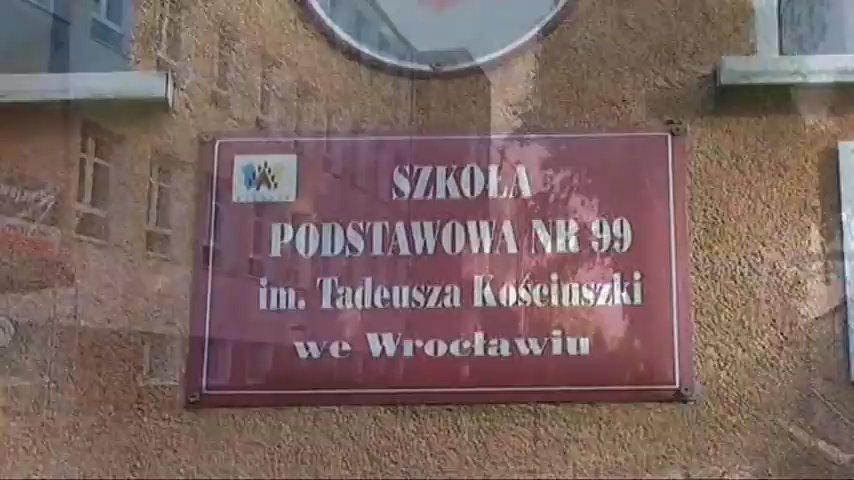 SZKOŁA
PODSTAWOWA NR 99
im. Tadeusza Kościuszki
we Wrocławiu